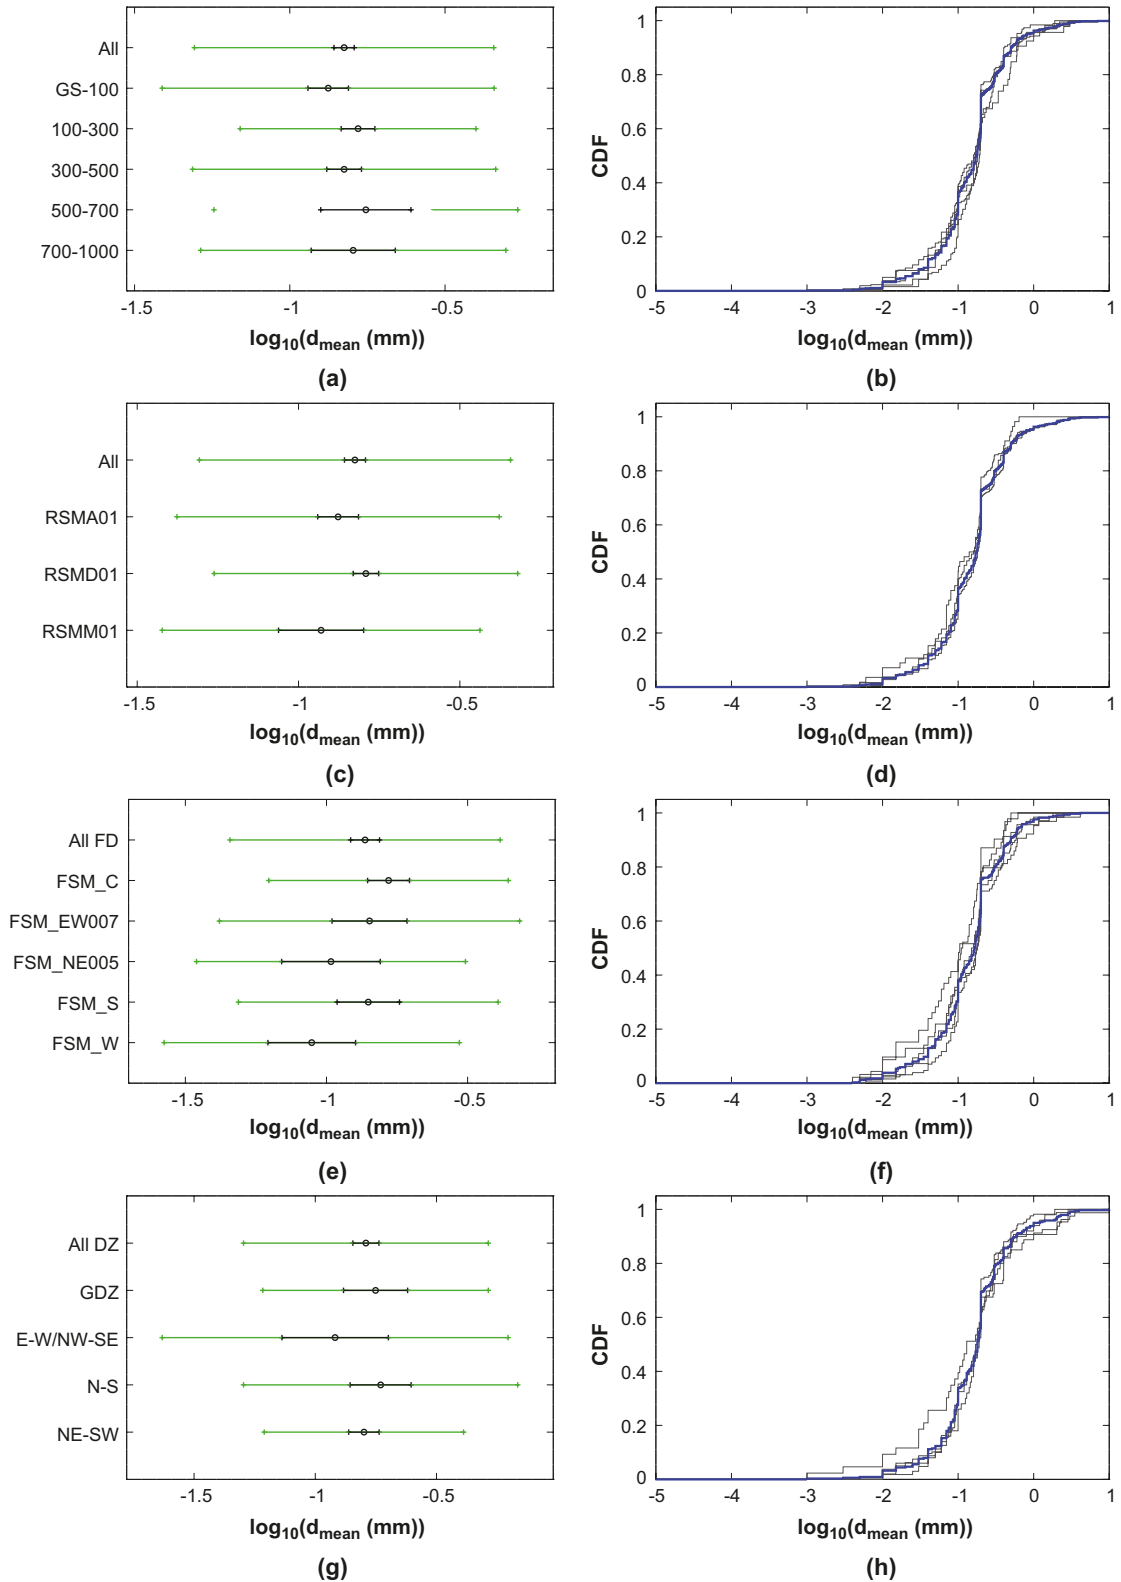 All
GS-100
100-300
300-500
500-700
700-1000
-1.5 -1 -0.5
log10(dmean (mm))
(a)
1
0.8
0.6
0.4
0.2
0
CDF
-5 -4 -3 -2 -1 0 1
log10(dmean (mm))
(b)
All
RSMA01
RSMD01
RSMM01
-1.5 -1 -0.5
log10(dmean (mm))
(c)
1
0.8
0.6
0.4
0.2
0
CDF
-5 -4 -3 -2 -1 0 1
log10(dmean (mm))
(d)
All FD
FSM_C
FSM_EW007
FSM_NE005
FSM_S
FSM_W
-1.5 -1 -0.5
log10(dmean (mm))
(e)
1
0.8
0.6
0.4
0.2
0
CDF
-5 -4 -3 -2 -1 0 1
log10(dmean (mm))
(f)
All DZ
GDZ
E-W/NW-SE
N-S
NE-SW
-1.5 -1 -0.5
log10(dmean (mm))
(g)
1
0.8
0.6
0.4
0.2
0
CDF
-5 -4 -3 -2 -1 0 1
log10(dmean (mm))
(h)